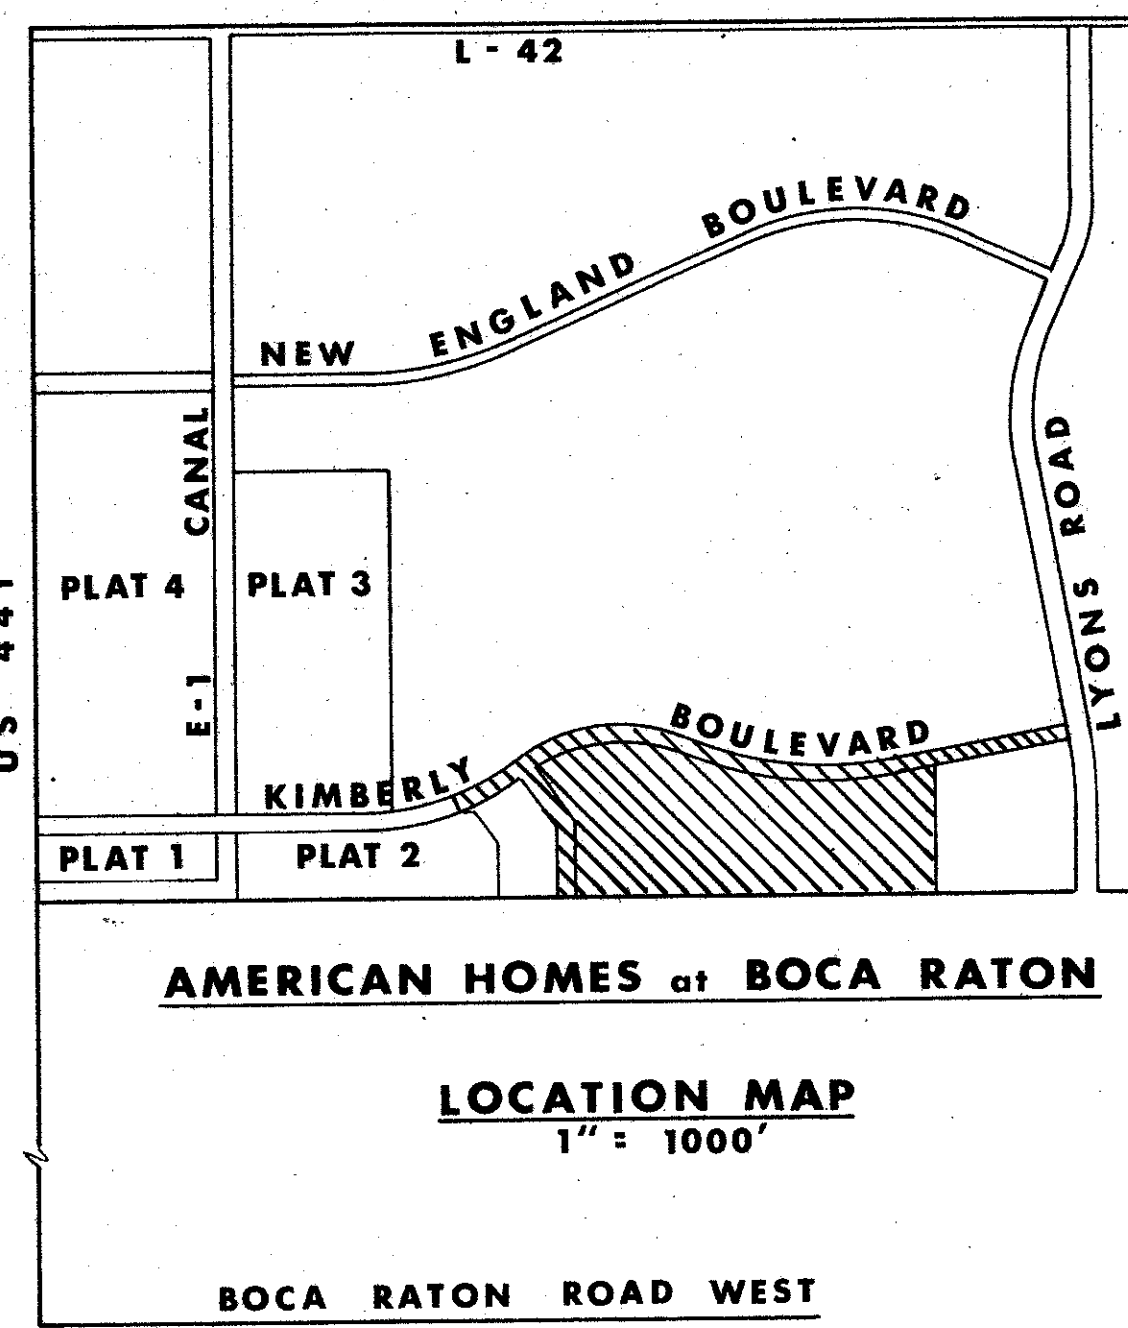 L - 42
NEW ENGLAND BOULEVARD
E-1 CANAL
LYONS ROAD
US 441
PLAT 4
PLAT 3
KIMBERLY BOULEVARD
PLAT 1
PLAT 2
AMERICAN HOMES at BOCA RATON
LOCATION MAP
1" = 1000'
BOCA RATON ROAD WEST